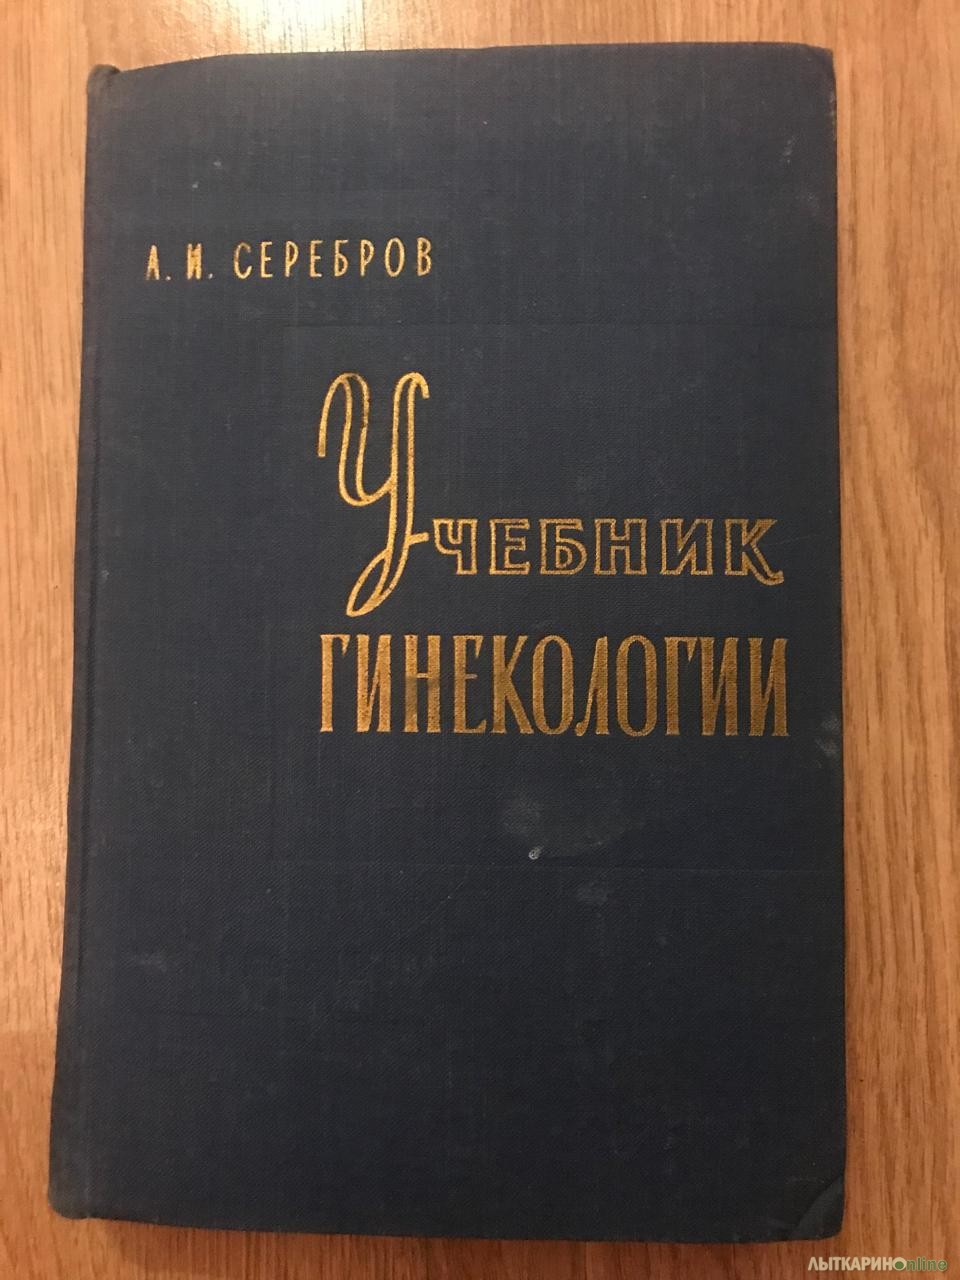 А. И. СЕРЕБРОВ
Учебник
ГИНЕКОЛОГИИ
ЛЫТКАРИНОonline